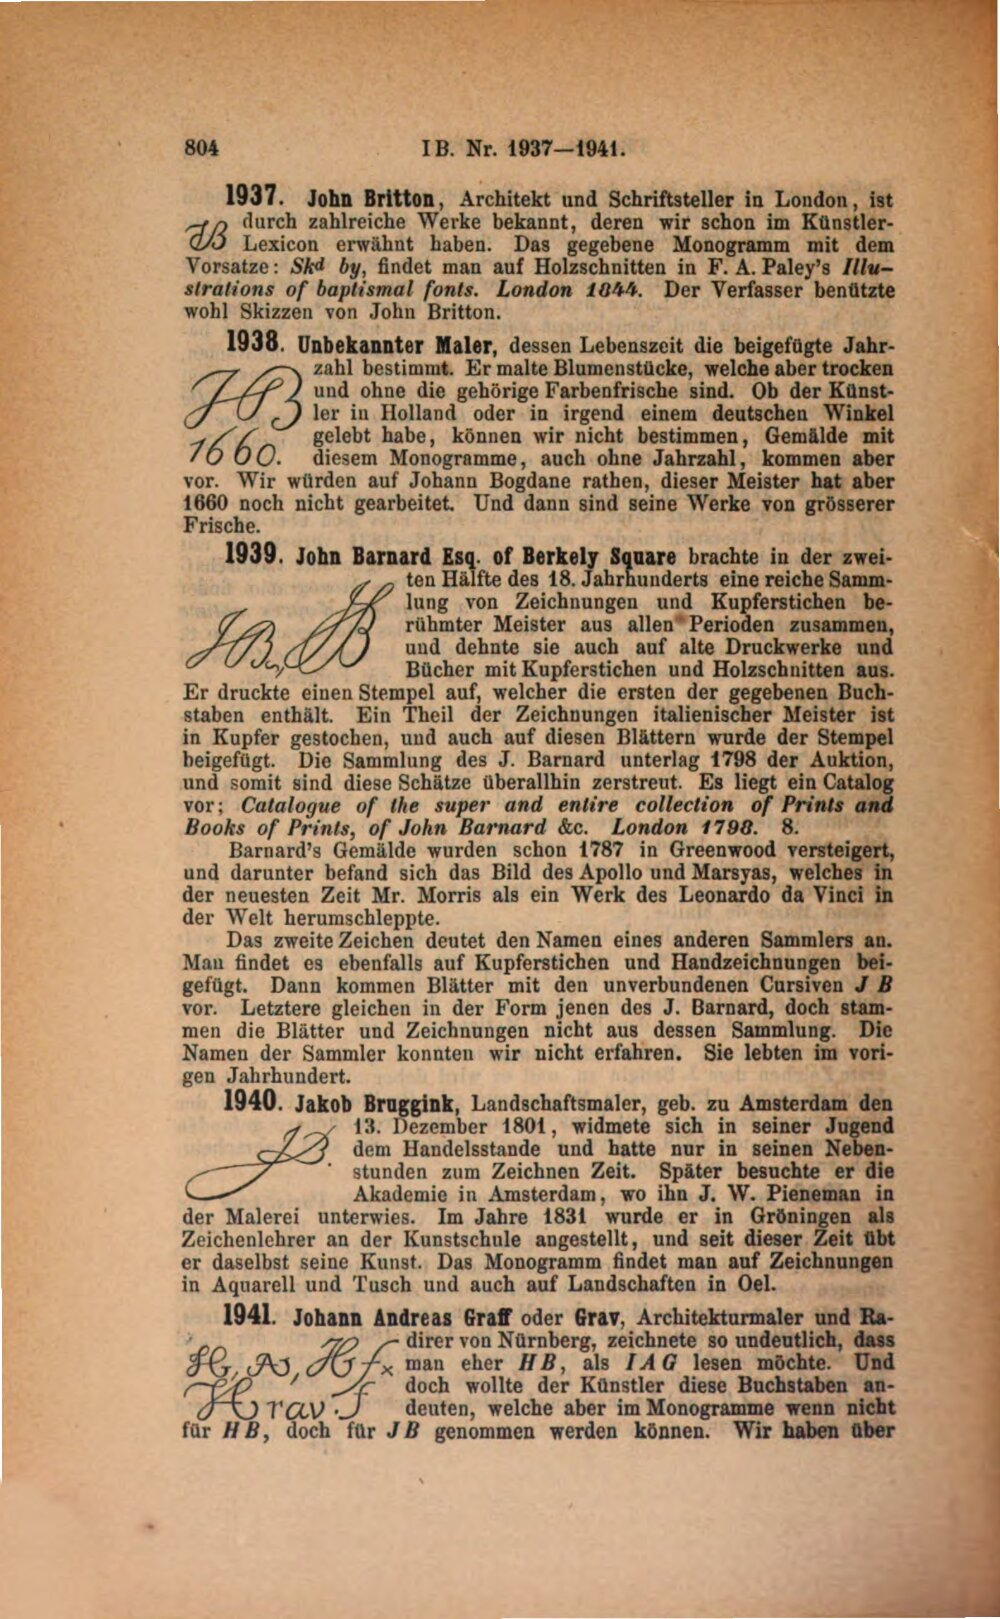 804 IB. Nr. 1937—1941.
1937. John Britton, Architekt und Schriftsteller in London, ist
durch zahlreiche Werke bekannt, deren wir schon im Künstler-
Lexicon erwähnt haben. Das gegebene Monogramm mit dem
Vorsatze: Skd by, findet man auf Holzschnitten in F. A. Paley's Illu-
strations of baptismal fonts. London 1844. Der Verfasser benützte
wohl Skizzen von John Britton.
1938. Unbekannter Maler, dessen Lebenszeit die beigefügte Jahr-
zahl bestimmt. Er malte Blumenstücke, welche aber trocken
und ohne die gehörige Farbenfrische sind. Ob der Künst-
ler in Holland oder in irgend einem deutschen Winkel
1660. gelebt habe, können wir nicht bestimmen, Gemälde mit
diesem Monogramme, auch ohne Jahrzahl, kommen aber
vor. Wir würden auf Johann Bogdane rathen, dieser Meister hat aber
1660 noch nicht gearbeitet. Und dann sind seine Werke von grösserer
Frische.
1939. John Barnard Esq. of Berkely Square brachte in der zwei-
ten Hälfte des 18. Jahrhunderts eine reiche Samm-
lung von Zeichnungen und Kupferstichen be-
JB., JB rühmter Meister aus allen Perioden zusammen,
und dehnte sie auch auf alte Druckwerke und
Bücher mit Kupferstichen und Holzschnitten aus.
Er druckte einen Stempel auf, welcher die ersten der gegebenen Buch-
staben enthält. Ein Theil der Zeichnungen italienischer Meister ist
in Kupfer gestochen, und auch auf diesen Blättern wurde der Stempel
beigefügt. Die Sammlung des J. Barnard unterlag 1798 der Auktion,
und somit sind diese Schätze überallhin zerstreut. Es liegt ein Catalog
vor: Catalogue of the super and entire collection of Prints and
Books of Prints, of John Barnard &c. London 1798. 8.
Barnard's Gemälde wurden schon 1787 in Greenwood versteigert,
und darunter befand sich das Bild des Apollo und Marsyas, welches in
der neuesten Zeit Mr. Morris als ein Werk des Leonardo da Vinci in
der Welt herumschleppte.
Das zweite Zeichen deutet den Namen eines anderen Sammlers an.
Man findet es ebenfalls auf Kupferstichen und Handzeichnungen bei-
gefügt. Dann kommen Blätter mit den unverbundenen Cursiven J B
vor. Letztere gleichen in der Form jenen des J. Barnard, doch stam-
men die Blätter und Zeichnungen nicht aus dessen Sammlung. Die
Namen der Sammler konnten wir nicht erfahren. Sie lebten im vori-
gen Jahrhundert.
1940. Jakob Bruggink, Landschaftsmaler, geb. zu Amsterdam den
13. Dezember 1801, widmete sich in seiner Jugend
JB. dem Handelsstande und hatte nur in seinen Neben-
stunden zum Zeichnen Zeit. Später besuchte er die
Akademie in Amsterdam, wo ihn J. W. Pieneman in
der Malerei unterwies. Im Jahre 1831 wurde er in Gröningen als
Zeichenlehrer an der Kunstschule angestellt, und seit dieser Zeit übt
er daselbst seine Kunst. Das Monogramm findet man auf Zeichnungen
in Aquarell und Tusch und auch auf Landschaften in Oel.
1941. Johann Andreas Graff oder Grav, Architekturmaler und Ra-
direr von Nürnberg, zeichnete so undeutlich, dass
man eher HB, als IAG lesen möchte. Und
doch wollte der Künstler diese Buchstaben an-
deuten, welche aber im Monogramme wenn nicht
für HB, doch für JB genommen werden können. Wir haben über